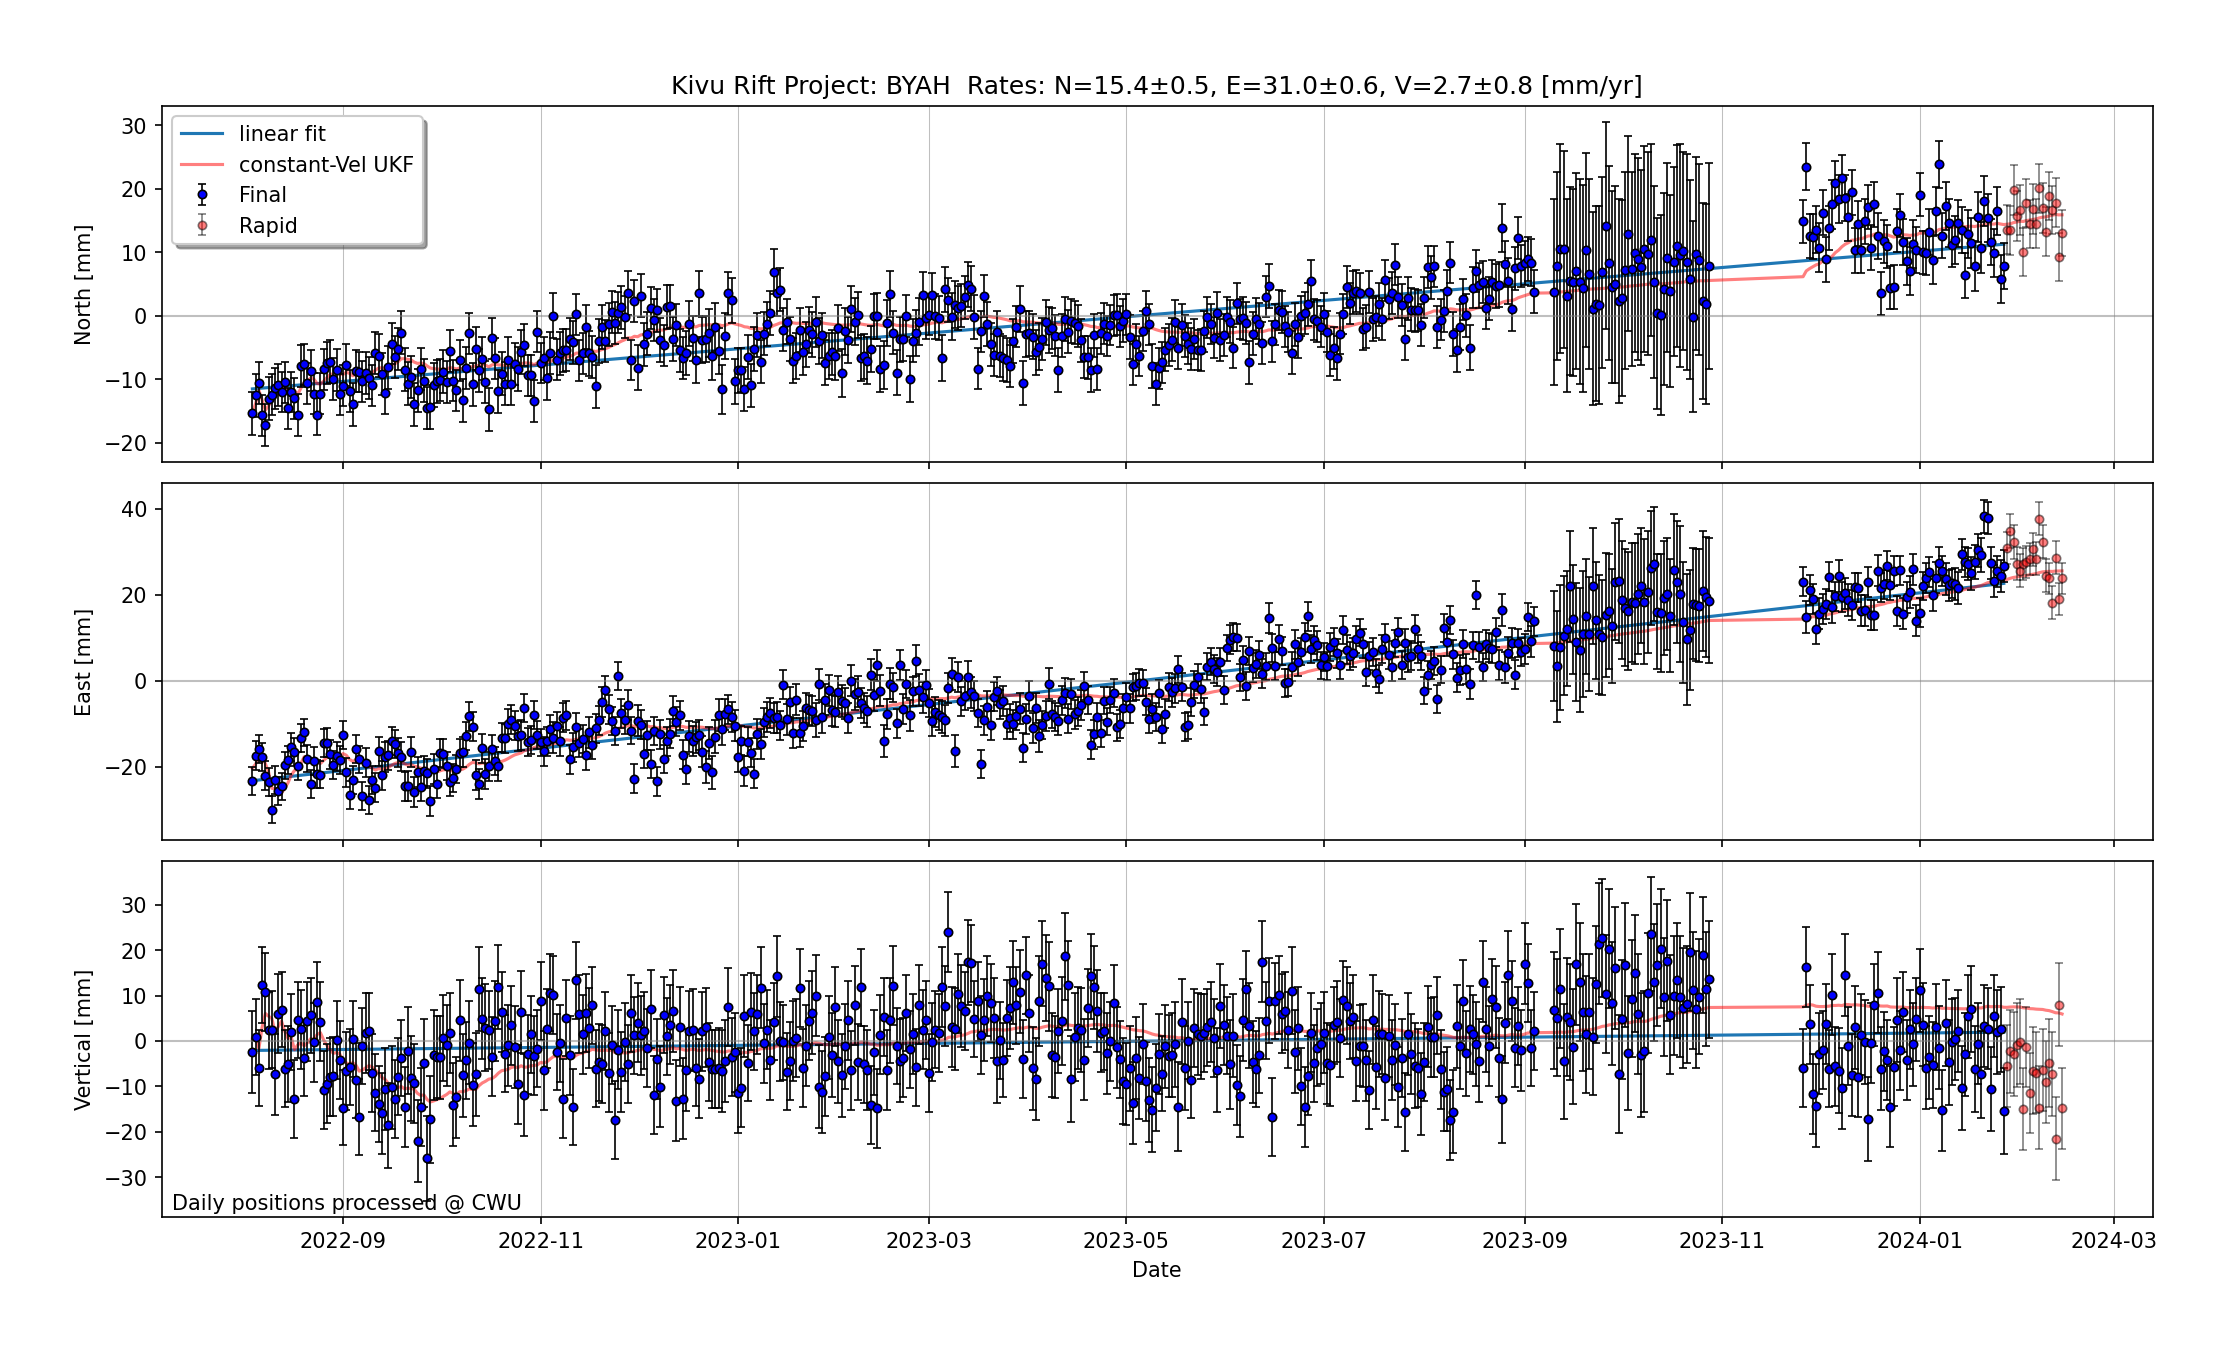 Kivu Rift Project: BYAH  Rates: N=15.4±0.5, E=31.0±0.6, V=2.7±0.8 [mm/yr]
linear fit
constant-Vel UKF
Final
Rapid
North [mm]
30
20
10
0
−10
−20
East [mm]
40
20
0
−20
Vertical [mm]
30
20
10
0
−10
−20
−30
Daily positions processed @ CWU
2022-09 2022-11 2023-01 2023-03 2023-05 2023-07 2023-09 2023-11 2024-01 2024-03
Date